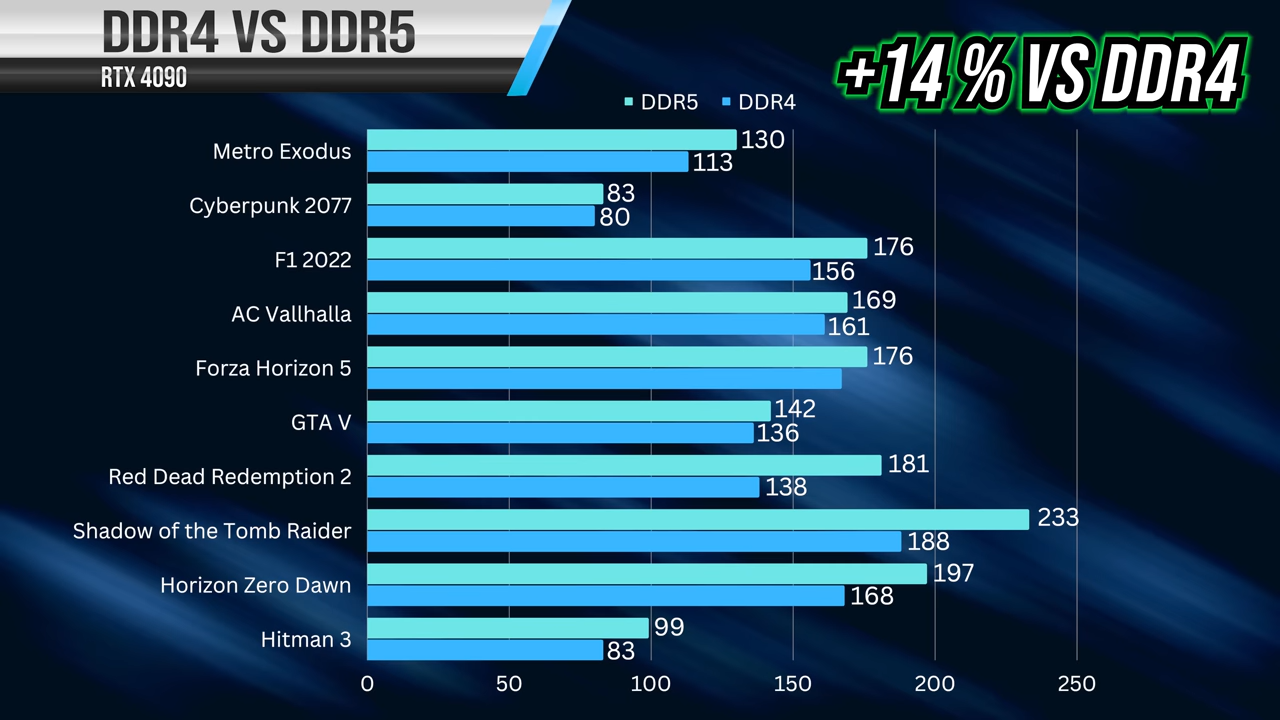 DDR4 VS DDR5
RTX 4090
+14 % VS DDR4
DDR5 DDR4
Metro Exodus 130
113
Cyberpunk 2077 83
80
F1 2022 176
156
AC Vallhalla 169
161
Forza Horizon 5 176
GTA V 142
136
Red Dead Redemption 2 181
138
Shadow of the Tomb Raider 233
188
Horizon Zero Dawn 197
168
Hitman 3 99
83
0 50 100 150 200 250